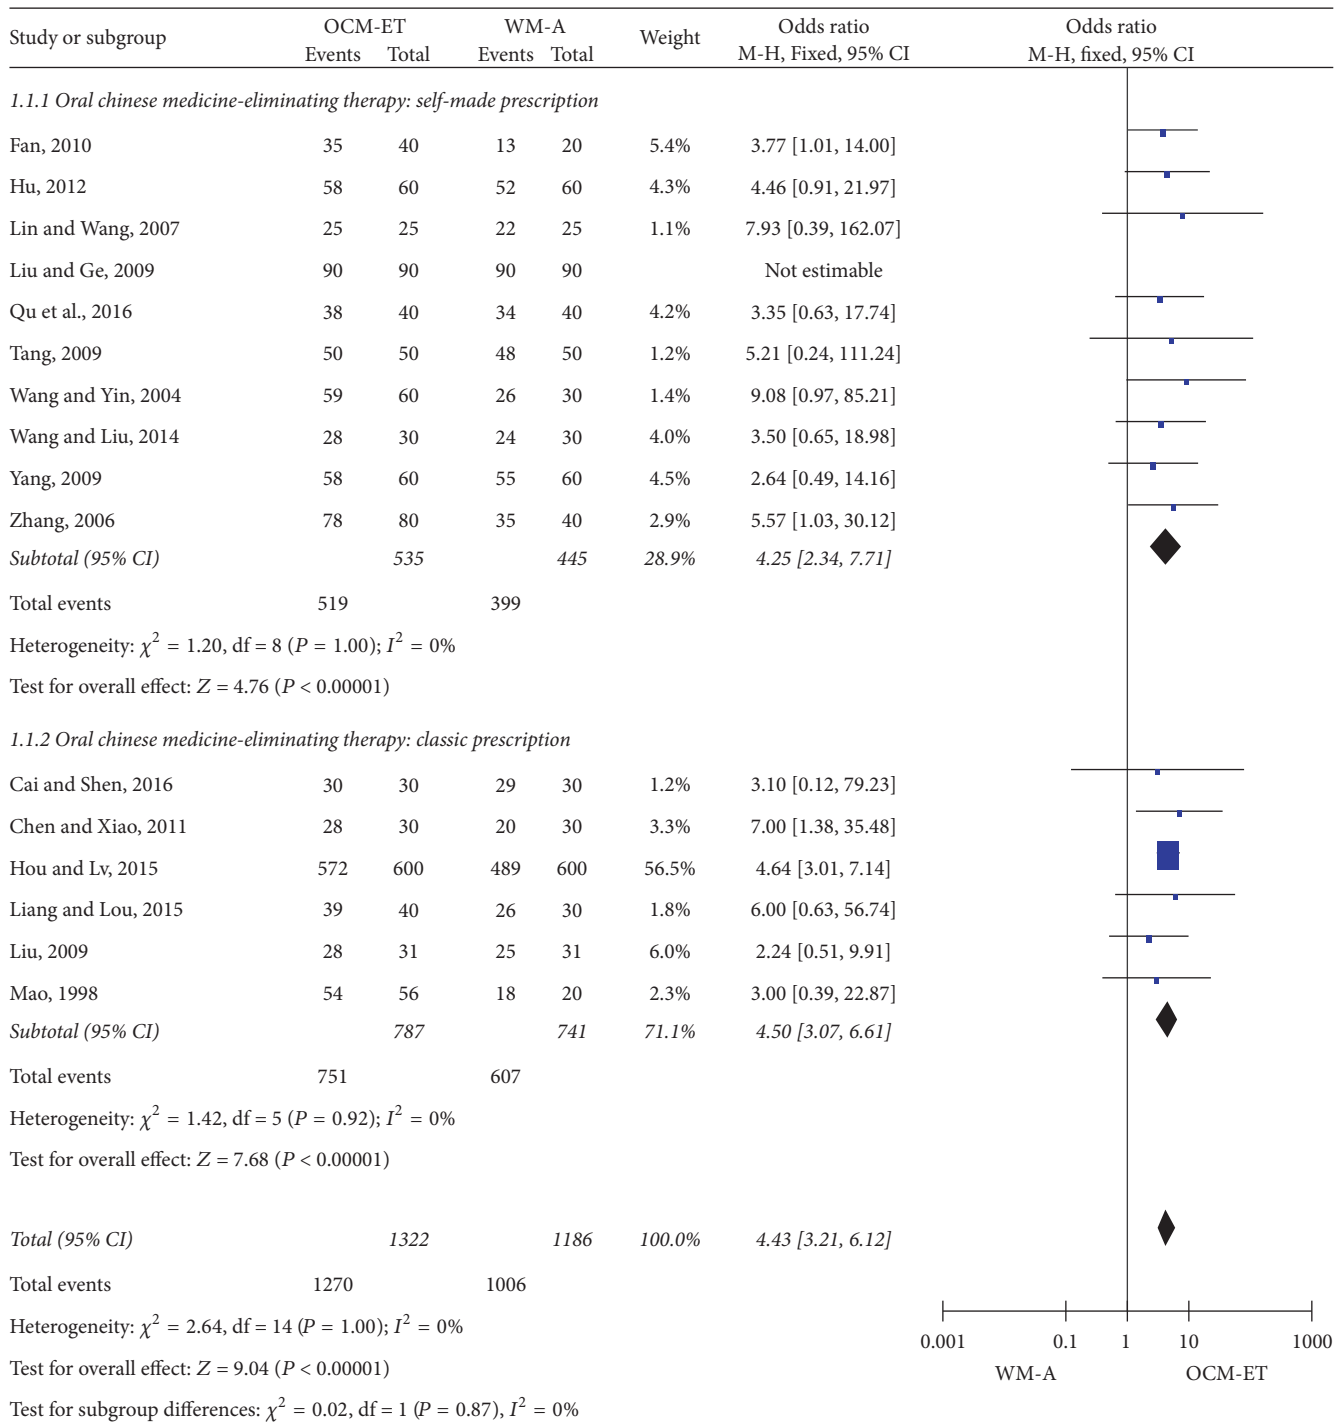 Study or subgroup OCM-ET WM-A Weight Odds ratio Odds ratio
Events Total Events Total M-H, Fixed, 95% CI M-H, fixed, 95% CI
1.1.1 Oral chinese medicine-eliminating therapy: self-made prescription
Fan, 2010 35 40 13 20 5.4% 3.77 [1.01, 14.00]
Hu, 2012 58 60 52 60 4.3% 4.46 [0.91, 21.97]
Lin and Wang, 2007 25 25 22 25 1.1% 7.93 [0.39, 162.07]
Liu and Ge, 2009 90 90 90 90 Not estimable
Qu et al., 2016 38 40 34 40 4.2% 3.35 [0.63, 17.74]
Tang, 2009 50 50 48 50 1.2% 5.21 [0.24, 111.24]
Wang and Yin, 2004 59 60 26 30 1.4% 9.08 [0.97, 85.21]
Wang and Liu, 2014 28 30 24 30 4.0% 3.50 [0.65, 18.98]
Yang, 2009 58 60 55 60 4.5% 2.64 [0.49, 14.16]
Zhang, 2006 78 80 35 40 2.9% 5.57 [1.03, 30.12]
Subtotal (95% CI) 535 445 28.9% 4.25 [2.34, 7.71]
Total events 519 399
Heterogeneity: χ² = 1.20, df = 8 (P = 1.00); I² = 0%
Test for overall effect: Z = 4.76 (P < 0.00001)
1.1.2 Oral chinese medicine-eliminating therapy: classic prescription
Cai and Shen, 2016 30 30 29 30 1.2% 3.10 [0.12, 79.23]
Chen and Xiao, 2011 28 30 20 30 3.3% 7.00 [1.38, 35.48]
Hou and Lv, 2015 572 600 489 600 56.5% 4.64 [3.01, 7.14]
Liang and Lou, 2015 39 40 26 30 1.8% 6.00 [0.63, 56.74]
Liu, 2009 28 31 25 31 6.0% 2.24 [0.51, 9.91]
Mao, 1998 54 56 18 20 2.3% 3.00 [0.39, 22.87]
Subtotal (95% CI) 787 741 71.1% 4.50 [3.07, 6.61]
Total events 751 607
Heterogeneity: χ² = 1.42, df = 5 (P = 0.92); I² = 0%
Test for overall effect: Z = 7.68 (P < 0.00001)
Total (95% CI) 1322 1186 100.0% 4.43 [3.21, 6.12]
Total events 1270 1006
Heterogeneity: χ² = 2.64, df = 14 (P = 1.00); I² = 0%
0.001 0.1 1 10 1000
Test for overall effect: Z = 9.04 (P < 0.00001)
WM-A OCM-ET
Test for subgroup differences: χ² = 0.02, df = 1 (P = 0.87), I² = 0%